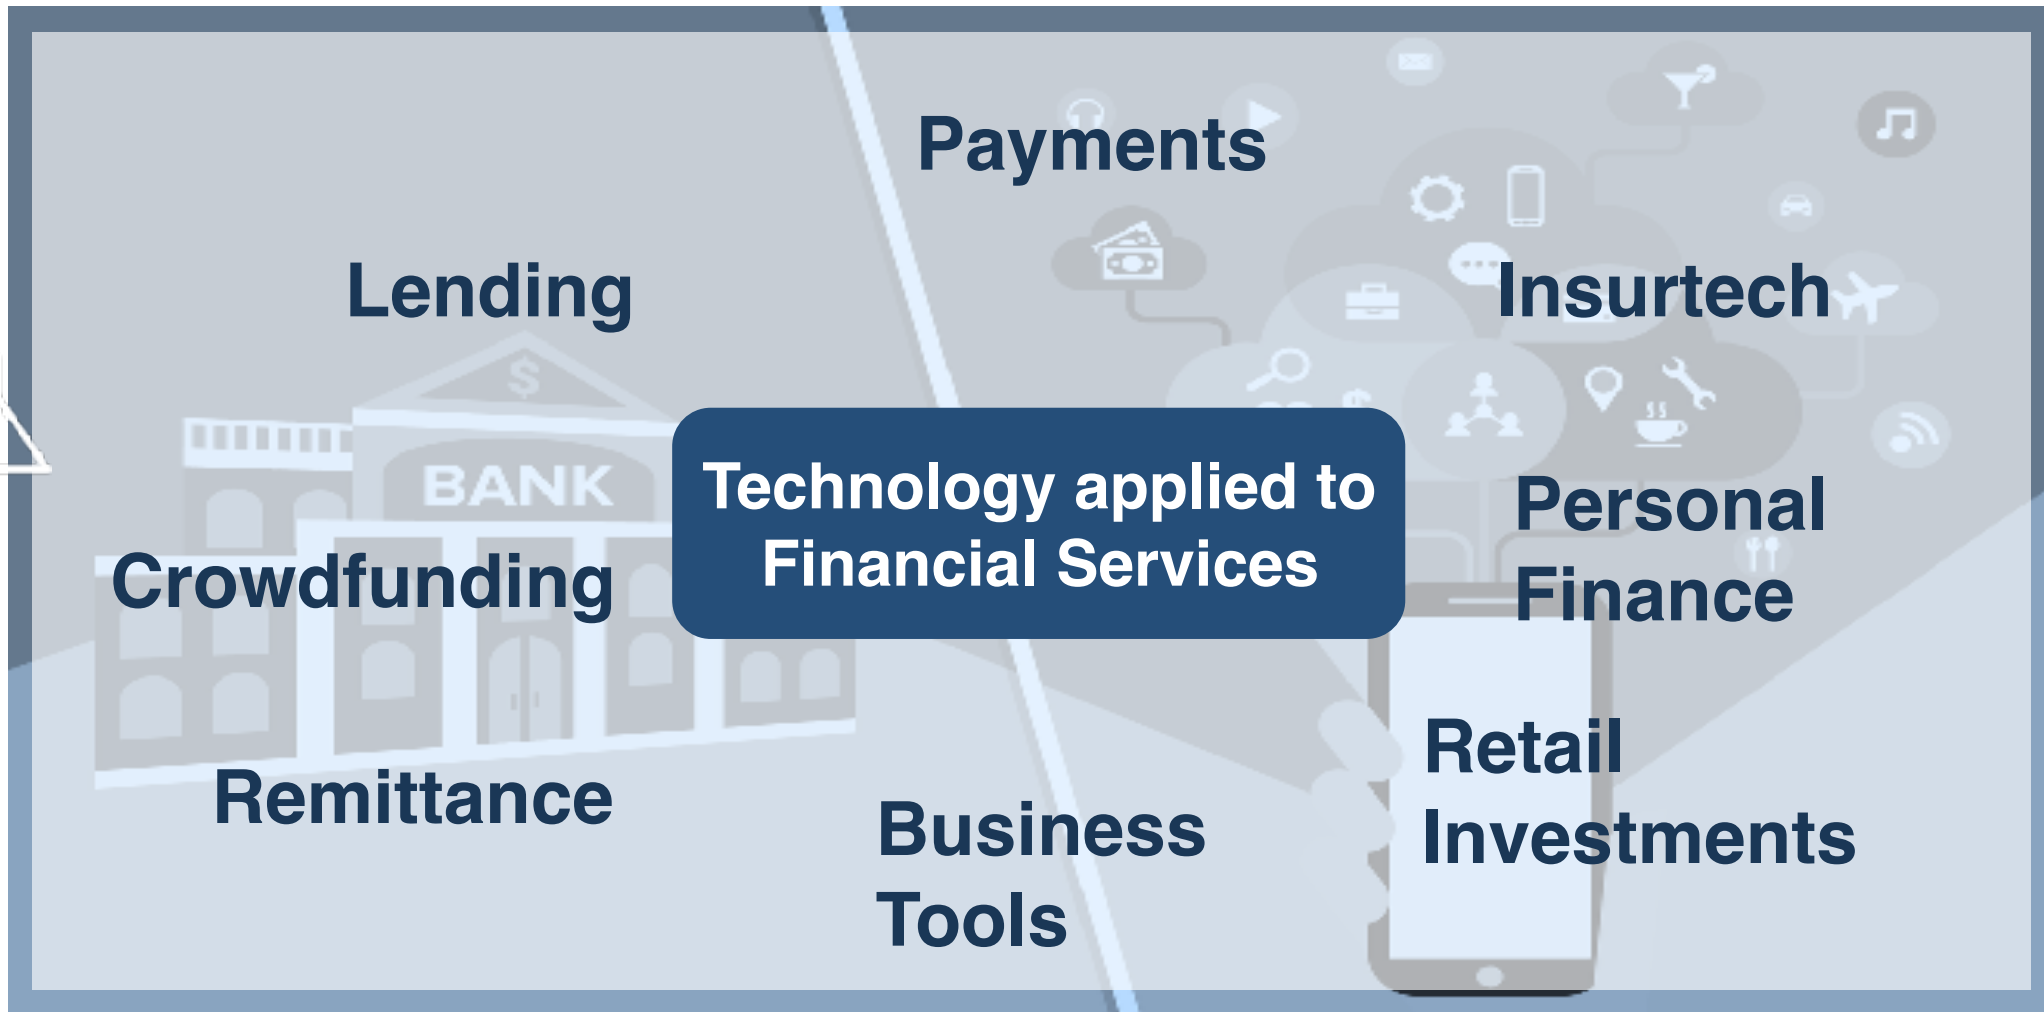 Payments
Lending
Insurtech
$
BANK
Technology applied to
Financial Services
Personal
Finance
Crowdfunding
Retail
Investments
Remittance
Business
Tools